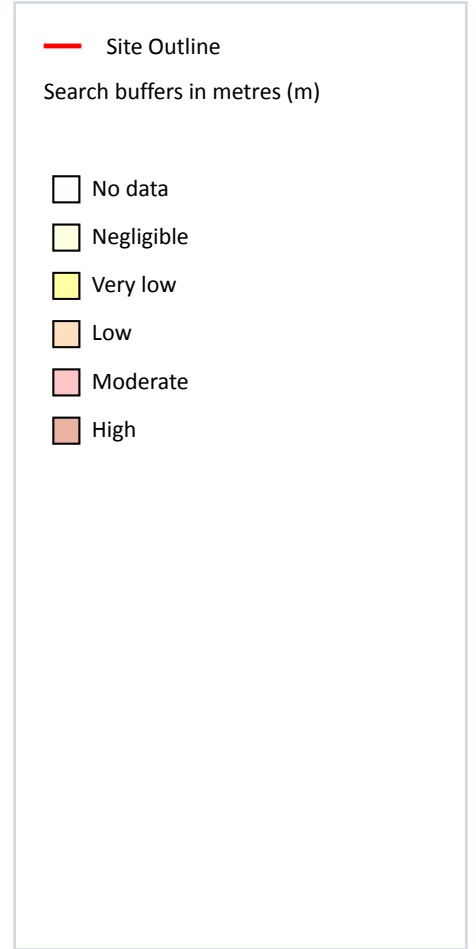 Site Outline
Search buffers in metres (m)
No data
Negligible
Very low
Low
Moderate
High